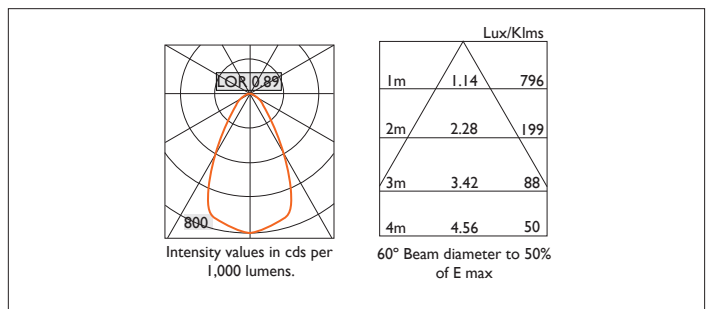 LOR 0.89
800
Intensity values in cds per
1,000 lumens.
Lux/Klms
1m 1.14 796
2m 2.28 199
3m 3.42 88
4m 4.56 50
60º Beam diameter to 50%
of E max